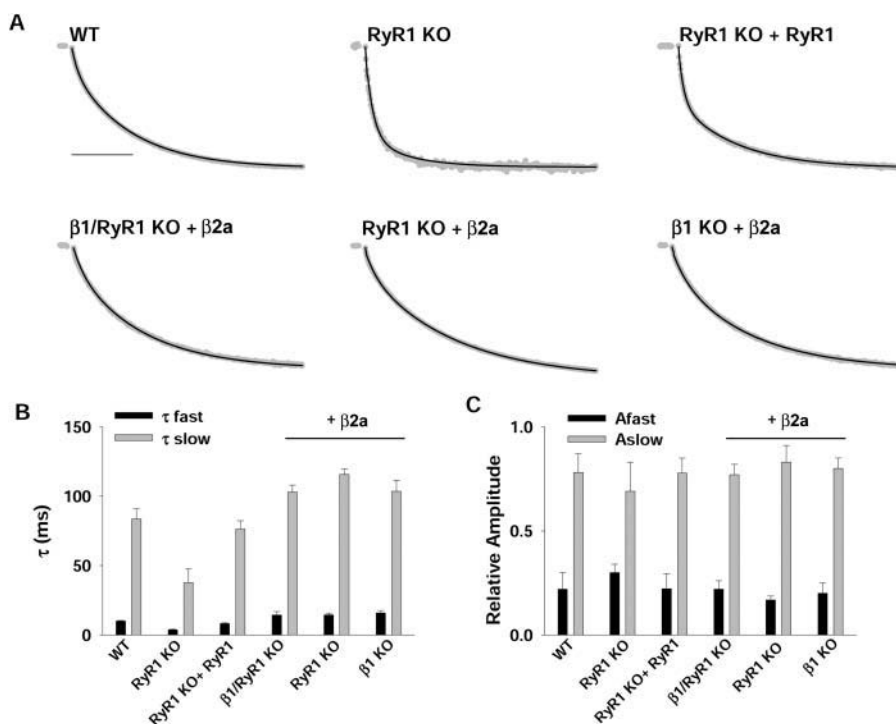 A
WT
RyR1 KO
RyR1 KO + RyR1
β1/RyR1 KO + β2a
RyR1 KO + β2a
β1 KO + β2a
B
τ fast
τ slow
+ β2a
150
100
50
0
τ (ms)
WT
RyR1 KO
RyR1 KO+ RyR1
β1/RyR1 KO
RyR1 KO
β1 KO
C
Afast
Aslow
+ β2a
1.0
0.5
0.0
Relative Amplitude
WT
RyR1 KO
RyR1 KO + RyR1
β1/RyR1 KO
RyR1 KO
β1 KO